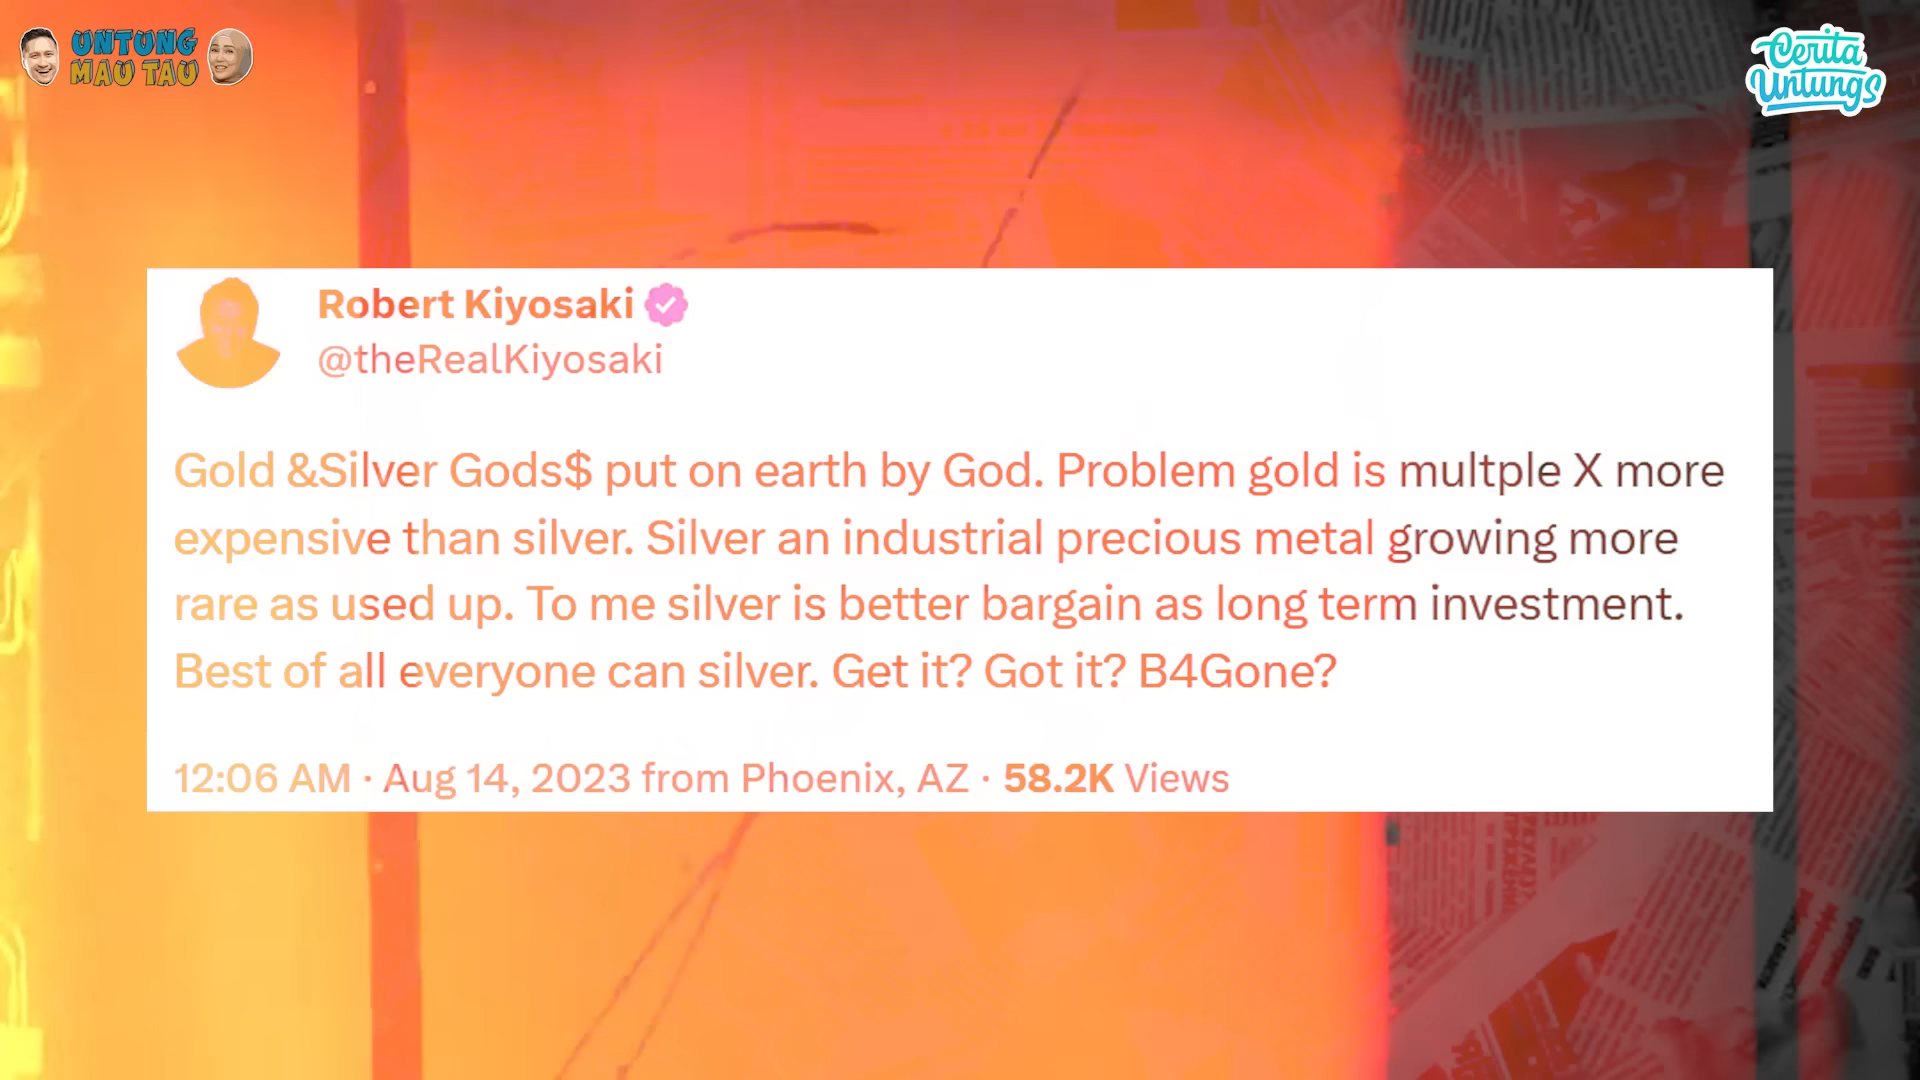 UNTUNG
MAU TAU
Cerita
Untungs
Robert Kiyosaki
@theRealKiyosaki
Gold &Silver Gods$ put on earth by God. Problem gold is multple X more
expensive than silver. Silver an industrial precious metal growing more
rare as used up. To me silver is better bargain as long term investment.
Best of all everyone can silver. Get it? Got it? B4Gone?
12:06 AM · Aug 14, 2023 from Phoenix, AZ · 58.2K Views